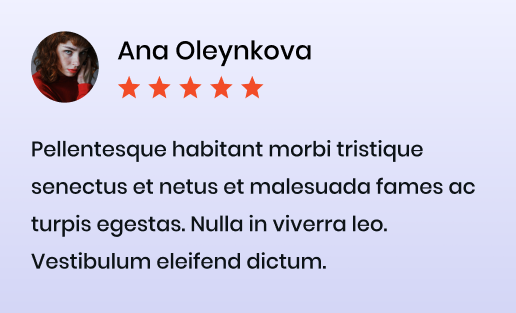 Ana Oleynkova
Pellentesque habitant morbi tristique
senectus et netus et malesuada fames ac
turpis egestas. Nulla in viverra leo.
Vestibulum eleifend dictum.